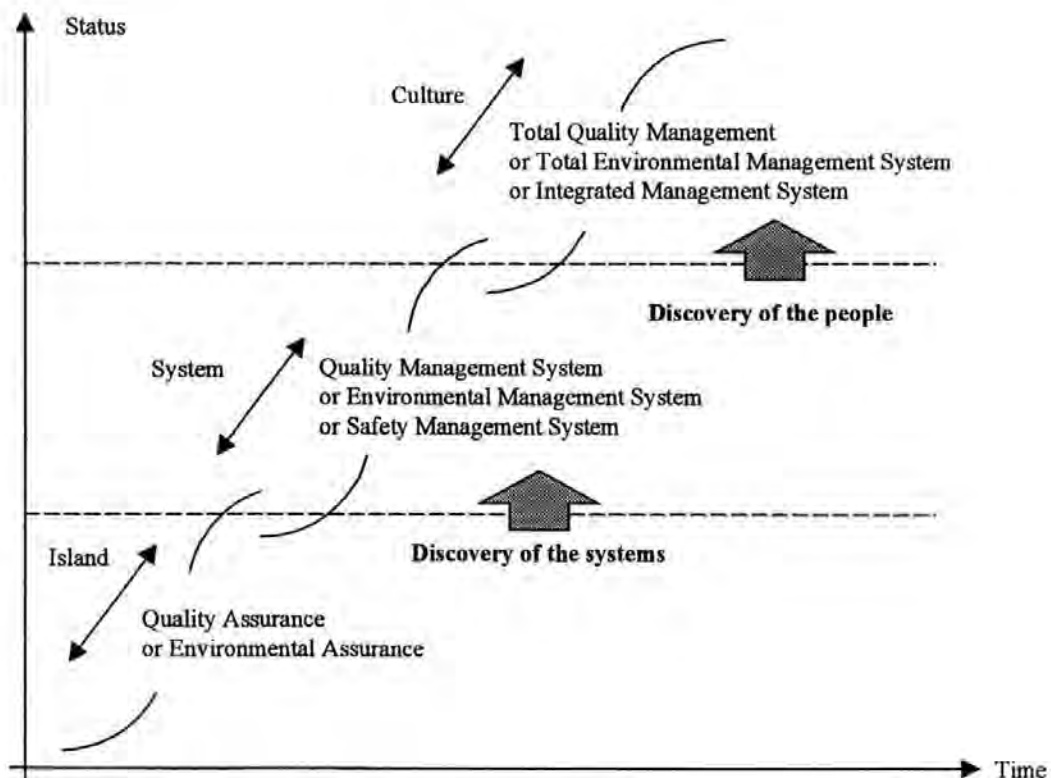 Status
Culture
Total Quality Management
or Total Environmental Management System
or Integrated Management System
Discovery of the people
System
Quality Management System
or Environmental Management System
or Safety Management System
Discovery of the systems
Island
Quality Assurance
or Environmental Assurance
Time